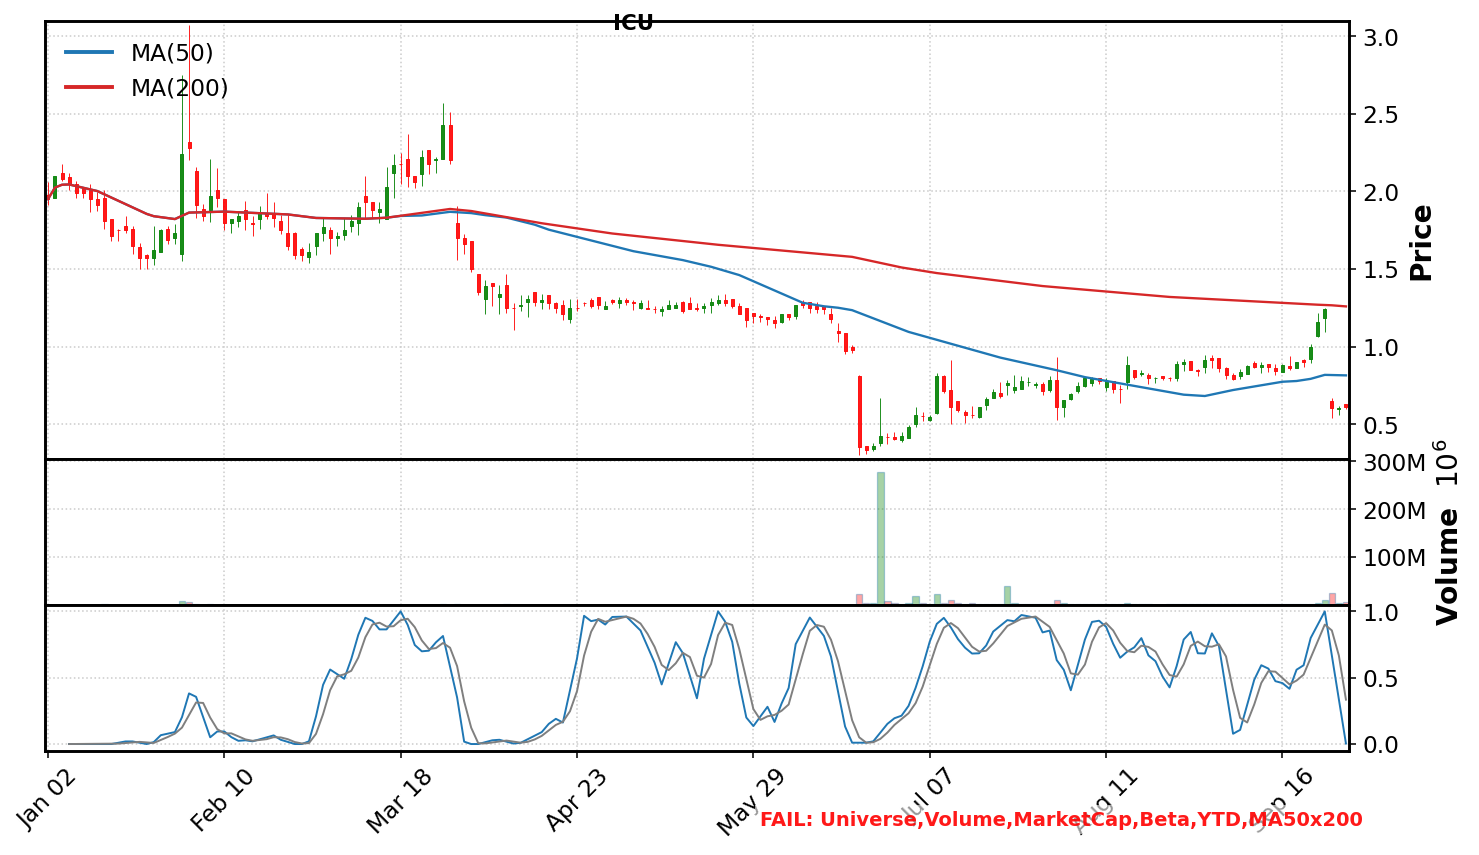 ICU
MA(50)
MA(200)
3.0
2.5
2.0
1.5
1.0
0.5
Price
300M
200M
100M
Volume 10^6
1.0
0.5
0.0
Jan 02
Feb 10
Mar 18
Apr 23
May 29
Jul 07
Aug 11
Sep 16
FAIL: Universe,Volume,MarketCap,Beta,YTD,MA50x200